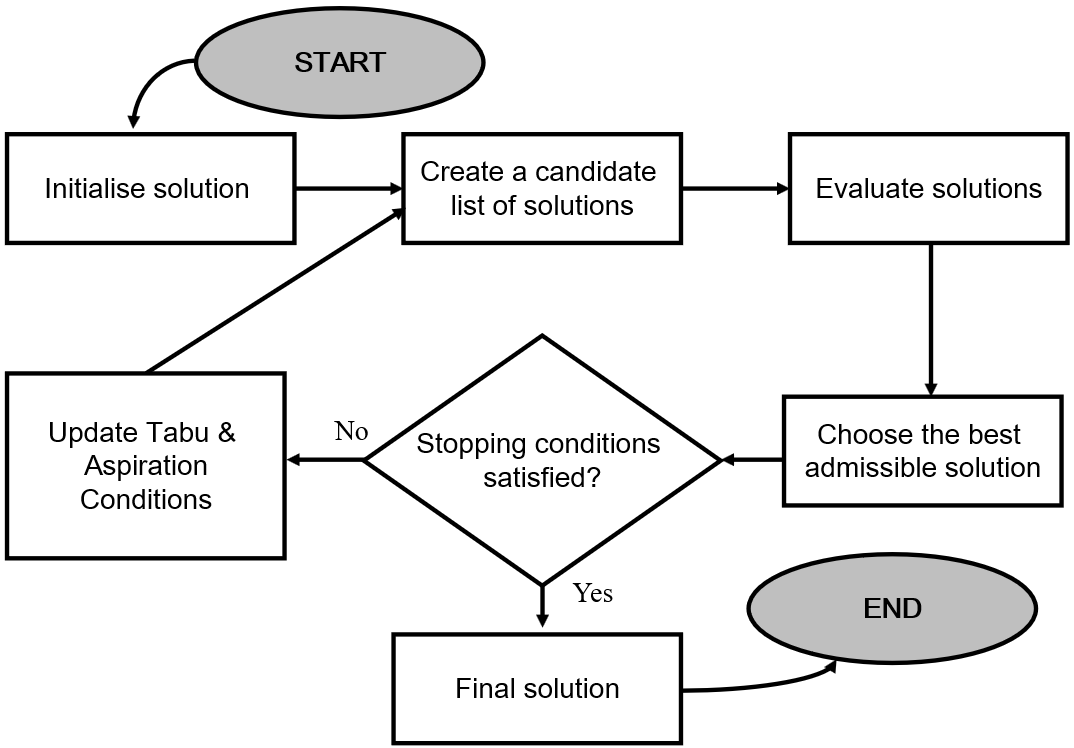 START
Initialise solution
Create a candidate
list of solutions
Evaluate solutions
Update Tabu &
Aspiration
Conditions
No
Stopping conditions
satisfied?
Choose the best
admissible solution
Yes
END
Final solution